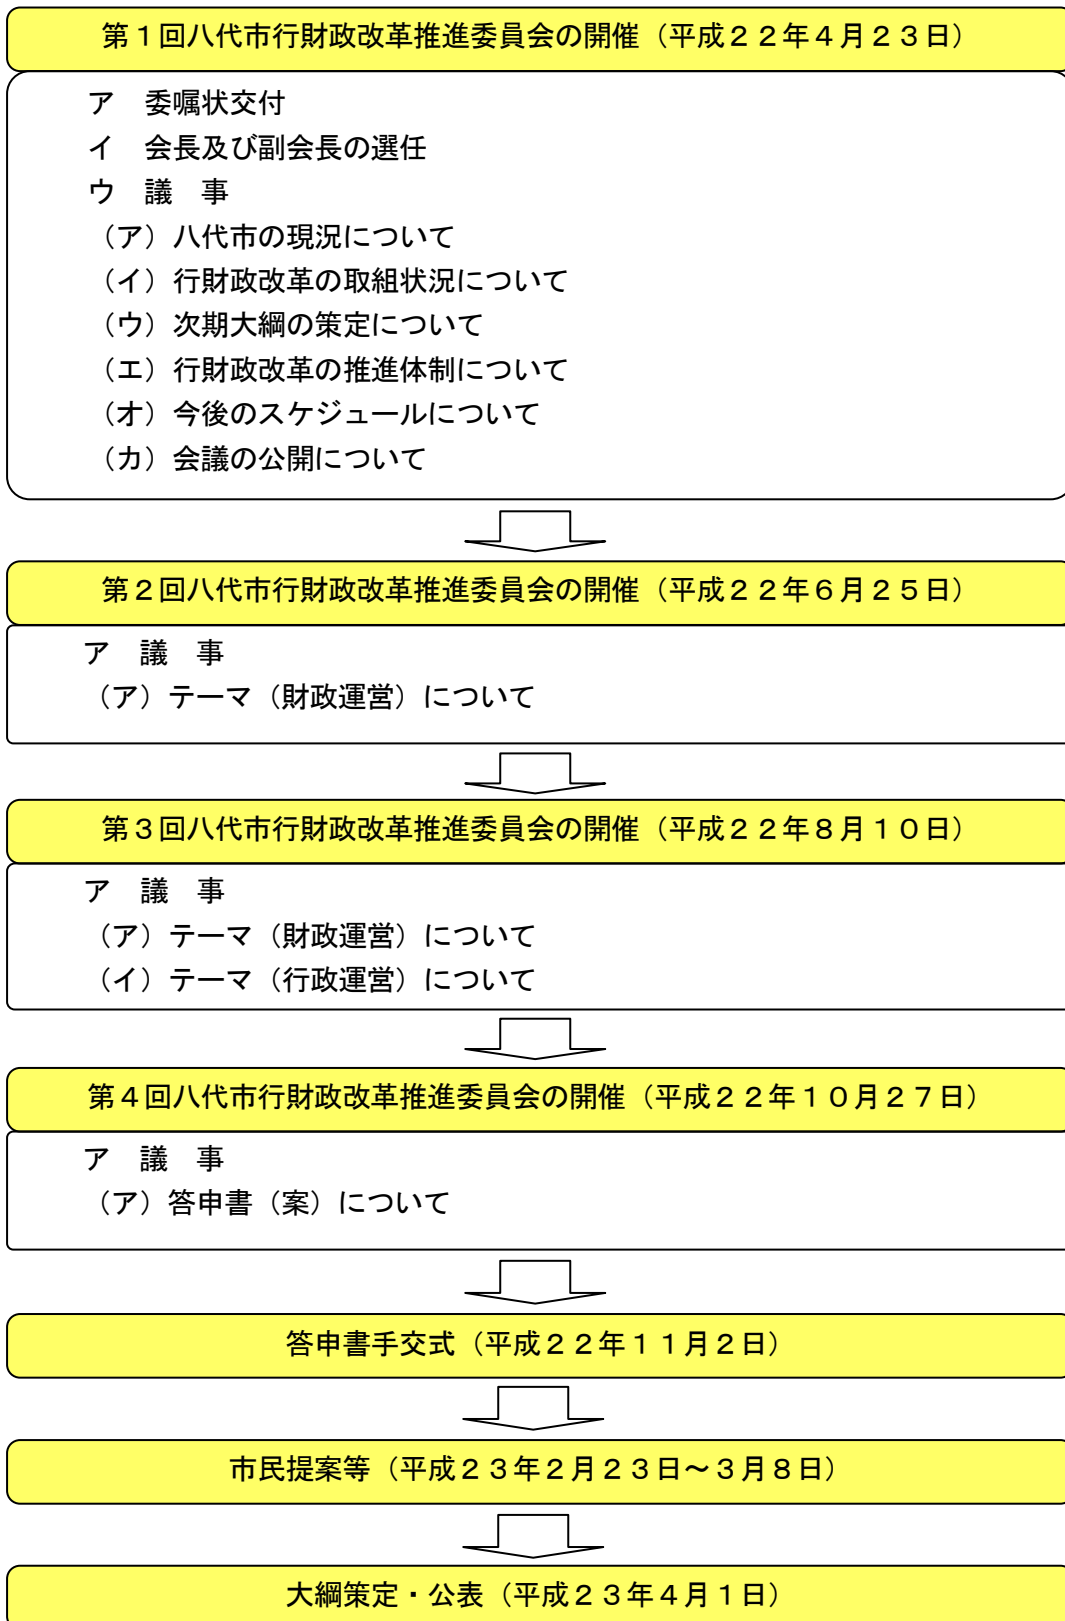 第１回八代市行財政改革推進委員会の開催（平成２２年４月２３日）
ア　委嘱状交付
イ　会長及び副会長の選任
ウ　議　事
（ア）八代市の現況について
（イ）行財政改革の取組状況について
（ウ）次期大綱の策定について
（エ）行財政改革の推進体制について
（オ）今後のスケジュールについて
（カ）会議の公開について
第２回八代市行財政改革推進委員会の開催（平成２２年６月２５日）
ア　議　事
（ア）テーマ（財政運営）について
第３回八代市行財政改革推進委員会の開催（平成２２年８月１０日）
ア　議　事
（ア）テーマ（財政運営）について
（イ）テーマ（行政運営）について
第４回八代市行財政改革推進委員会の開催（平成２２年１０月２７日）
ア　議　事
（ア）答申書（案）について
答申書手交式（平成２２年１１月２日）
市民提案等（平成２３年２月２３日～３月８日）
大綱策定・公表（平成２３年４月１日）